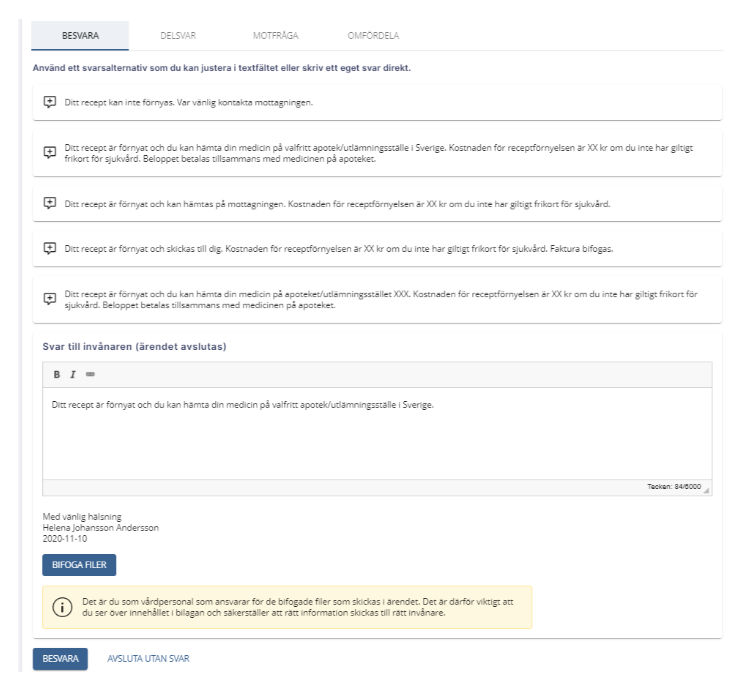 BESVARA DELSVAR MOTFRÅGA OMFÖRDELA
Använd ett svarsalternativ som du kan justera i textfältet eller skriv ett eget svar direkt.
Ditt recept kan inte förnyas. Var vänlig kontakta mottagningen.
Ditt recept är förnyat och du kan hämta din medicin på valfritt apotek/utlämningsställe i Sverige. Kostnaden för receptförnyelsen är XX kr om du inte har giltigt
frikort för sjukvård. Beloppet betalas tillsammans med medicinen på apoteket.
Ditt recept är förnyat och kan hämtas på mottagningen. Kostnaden för receptförnyelsen är XX kr om du inte har giltigt frikort för sjukvård.
Ditt recept är förnyat och skickas till dig. Kostnaden för receptförnyelsen är XX kr om du inte har giltigt frikort för sjukvård. Faktura bifogas.
Ditt recept är förnyat och du kan hämta din medicin på apoteket/utlämningsstället XXX. Kostnaden för receptförnyelsen är XX kr om du inte har giltigt frikort för
sjukvård. Beloppet betalas tillsammans med medicinen på apoteket.
Svar till invånaren (ärendet avslutas)
B I
Ditt recept är förnyat och du kan hämta din medicin på valfritt apotek/utlämningsställe i Sverige.
Tecken: 94/5000
Med vänlig hälsning
Helena Johansson Andersson
2020-11-10
BIFOGA FILER
Det är du som vårdpersonal som ansvarar för de bifogade filer som skickas i ärendet. Det är därför viktigt att
du ser över innehållet i bilagan och säkerställer att rätt information skickas till rätt invånare.
BESVARA AVSLUTA UTAN SVAR